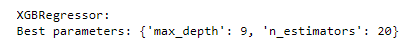 XGBRegressor:
Best parameters: {'max_depth': 9, 'n_estimators': 20}